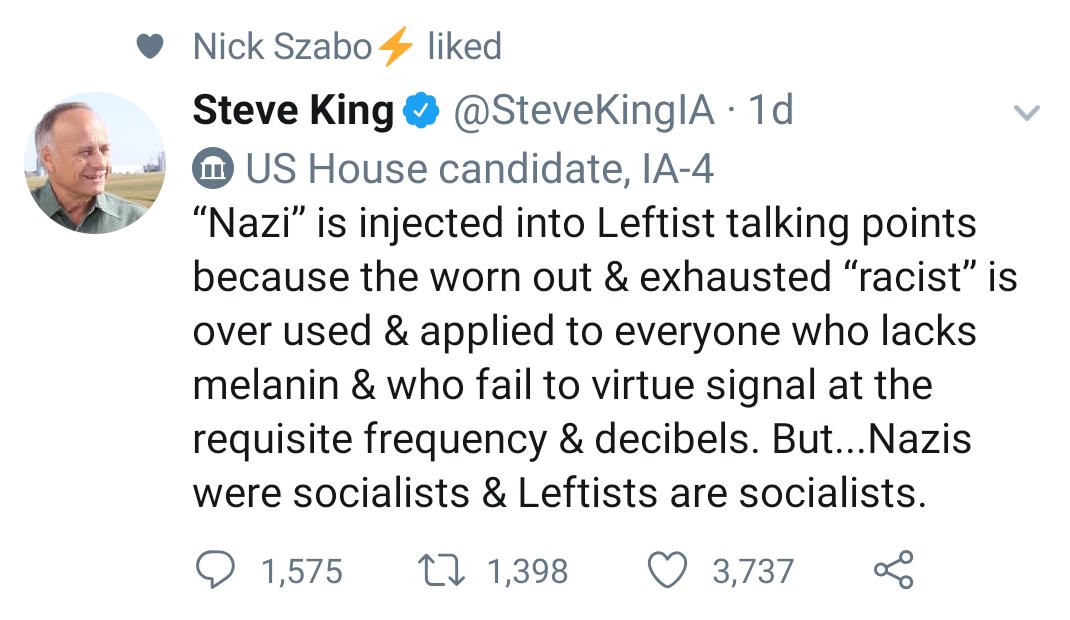 Nick Szabo⚡ liked
Steve King @SteveKingIA · 1d
US House candidate, IA-4
“Nazi” is injected into Leftist talking points
because the worn out & exhausted “racist” is
over used & applied to everyone who lacks
melanin & who fail to virtue signal at the
requisite frequency & decibels. But...Nazis
were socialists & Leftists are socialists.
1,575 1,398 3,737